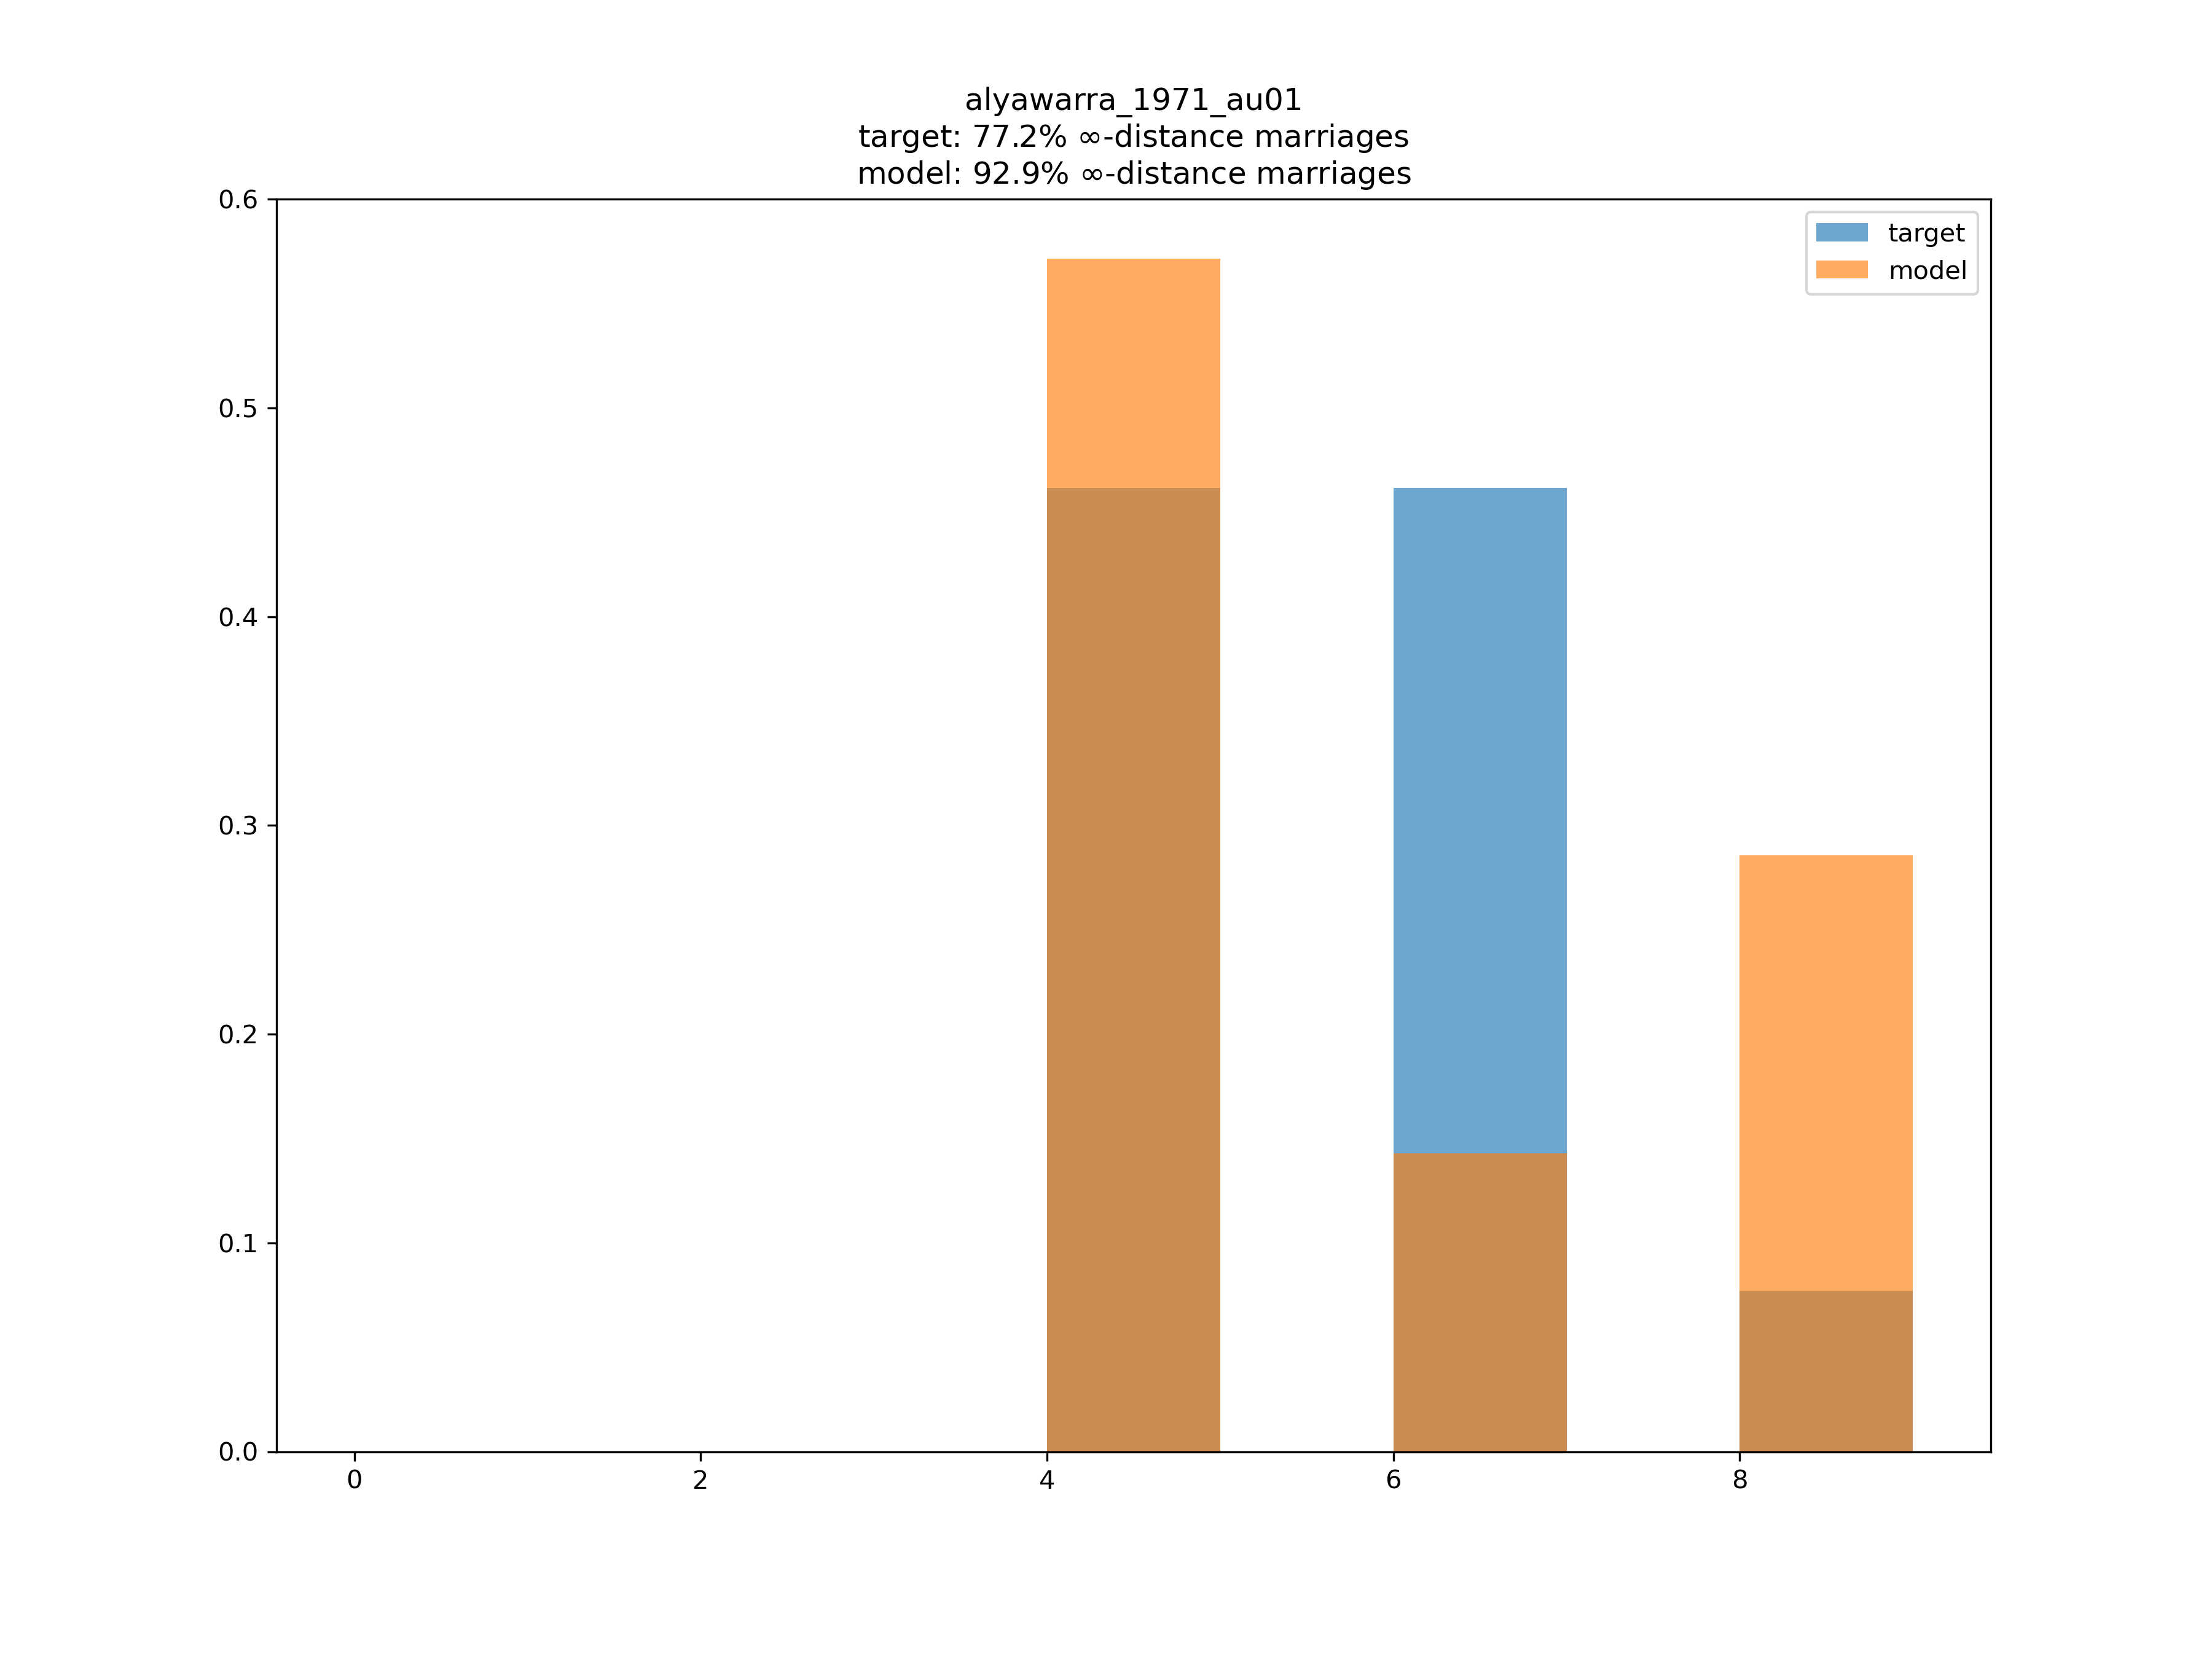 alyawarra_1971_au01
target: 77.2% ∞-distance marriages
model: 92.9% ∞-distance marriages
target
model
0.6
0.5
0.4
0.3
0.2
0.1
0.0
0 2 4 6 8